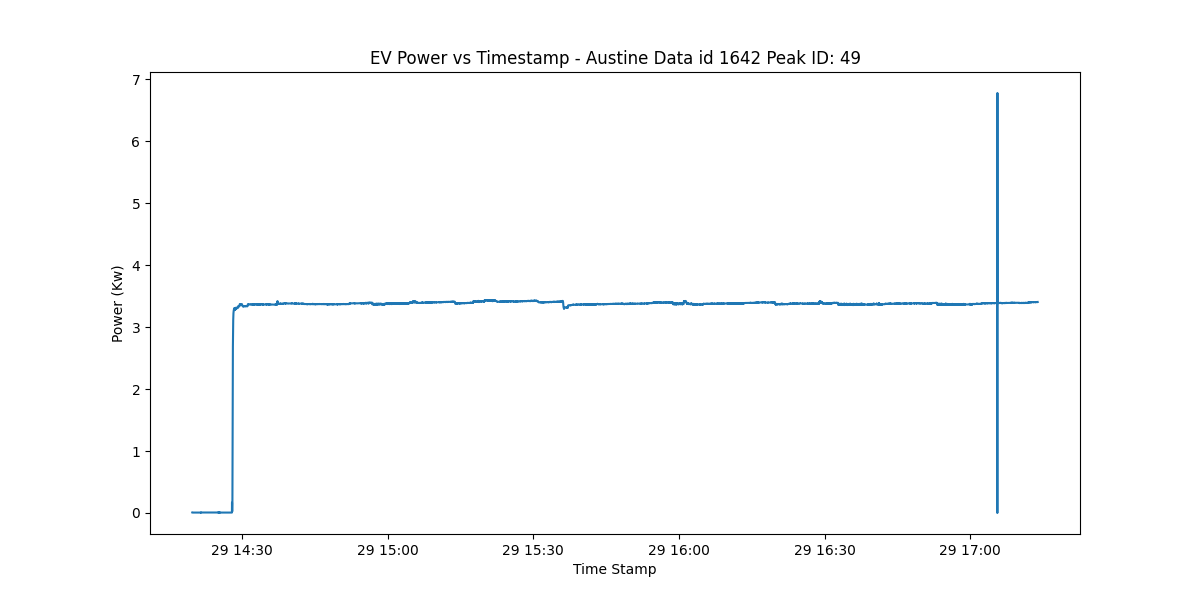 EV Power vs Timestamp - Austine Data id 1642 Peak ID: 49
7
6
5
4
3
2
1
0
Power (Kw)
29 14:30 29 15:00 29 15:30 29 16:00 29 16:30 29 17:00
Time Stamp